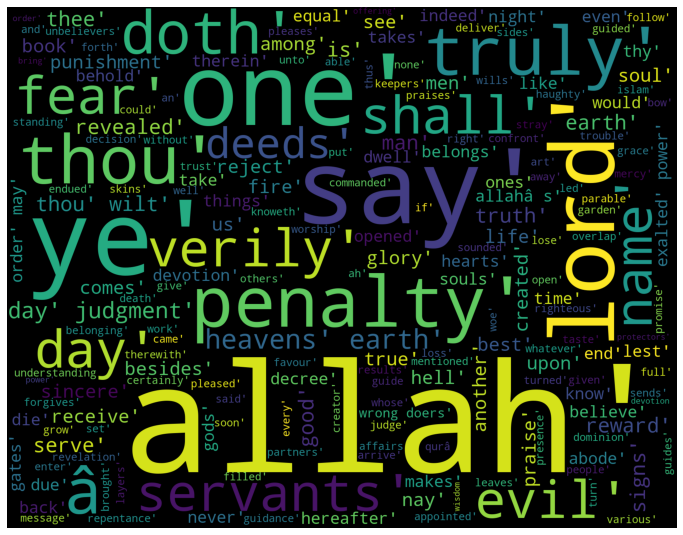 thee'
doth'
equal'
see'
indeed'
night'
even'
order'
follow'
and'
unbelievers'
pleases'
among'
is'
takes'
truly'
deliver'
sides'
guided'
book'
forth'
unto'
able'
none'
thy'
punishment'
therein'
one'
men'
like'
thus'
keepers'
wills'
islam'
behold'
praises'
haughty'
soul'
fear'
could'
an'
shall'
would'
bow'
standing'
revealed'
earth'
stray'
decision'
without'
man'
right'
confront'
trouble'
thou'
deeds'
trust'
reject'
put'
dwell'
belongs'
art'
away'
grace'
mercy'
lord'
power'
take'
endued'
skins'
fire'
commanded'
say'
ones'
led'
parable'
things'
well'
if'
allahâ s'
garden'
thou' wilt'
us'
knoweth'
truth'
name'
exalted'
order' may'
ye'
worship'
opened'
sounded'
lose'
overlap'
verily'
glory'
life'
hearts'
created'
comes'
devotion'
others'
ah'
souls'
open'
time'
promise'
day' judgment'
death'
give'
penalty'
righteous'
belonging'
work'
heavens' earth'
best'
woe'
whatever'
day'
therewith'
came'
true'
end'
lest'
taste'
protectors'
understanding'
besides'
favour'
loss'
mentioned'
upon'
turned'
given'
full'
power'
certainly'
decree'
hell'
another'
sincere'
pleased'
results'
guide
know'
sends'
forgives'
said'
believe'
devotion'
die'
grow'
soon'
every'
creator'
whose'
wrong doers'
reward'
receive'
gods'
good'
judge'
allah'
praise'
presence'
dominion'
set'
partners'
affairs'
qurâ
abode'
serve'
arrive'
signs'
gates'
enter'
revelation'
people'
guides'
due'
brought'
layers'
â
filled'
makes'
leaves'
turn'
back'
servants'
nay'
wisdom
evil'
message'
repentance'
never'
guidance'
hereafter'
appointed'
various'